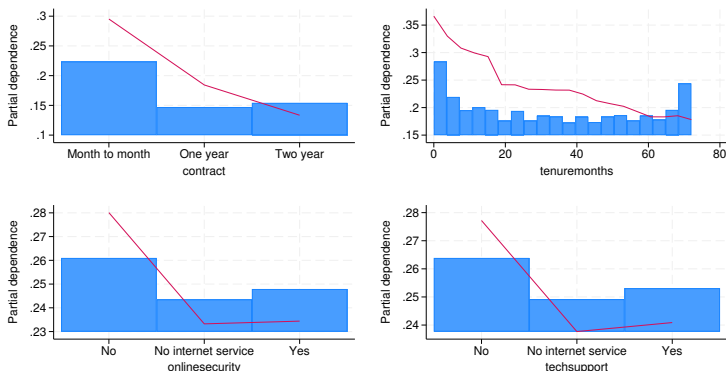 Partial dependence
.3
.25
.2
.15
.1
Month to month One year Two year
contract
Partial dependence
.35
.3
.25
.2
.15
0 20 40 60 80
tenuremonths
Partial dependence
.28
.27
.26
.25
.24
.23
No No internet service Yes
onlinesecurity
Partial dependence
.28
.27
.26
.25
.24
No No internet service Yes
techsupport